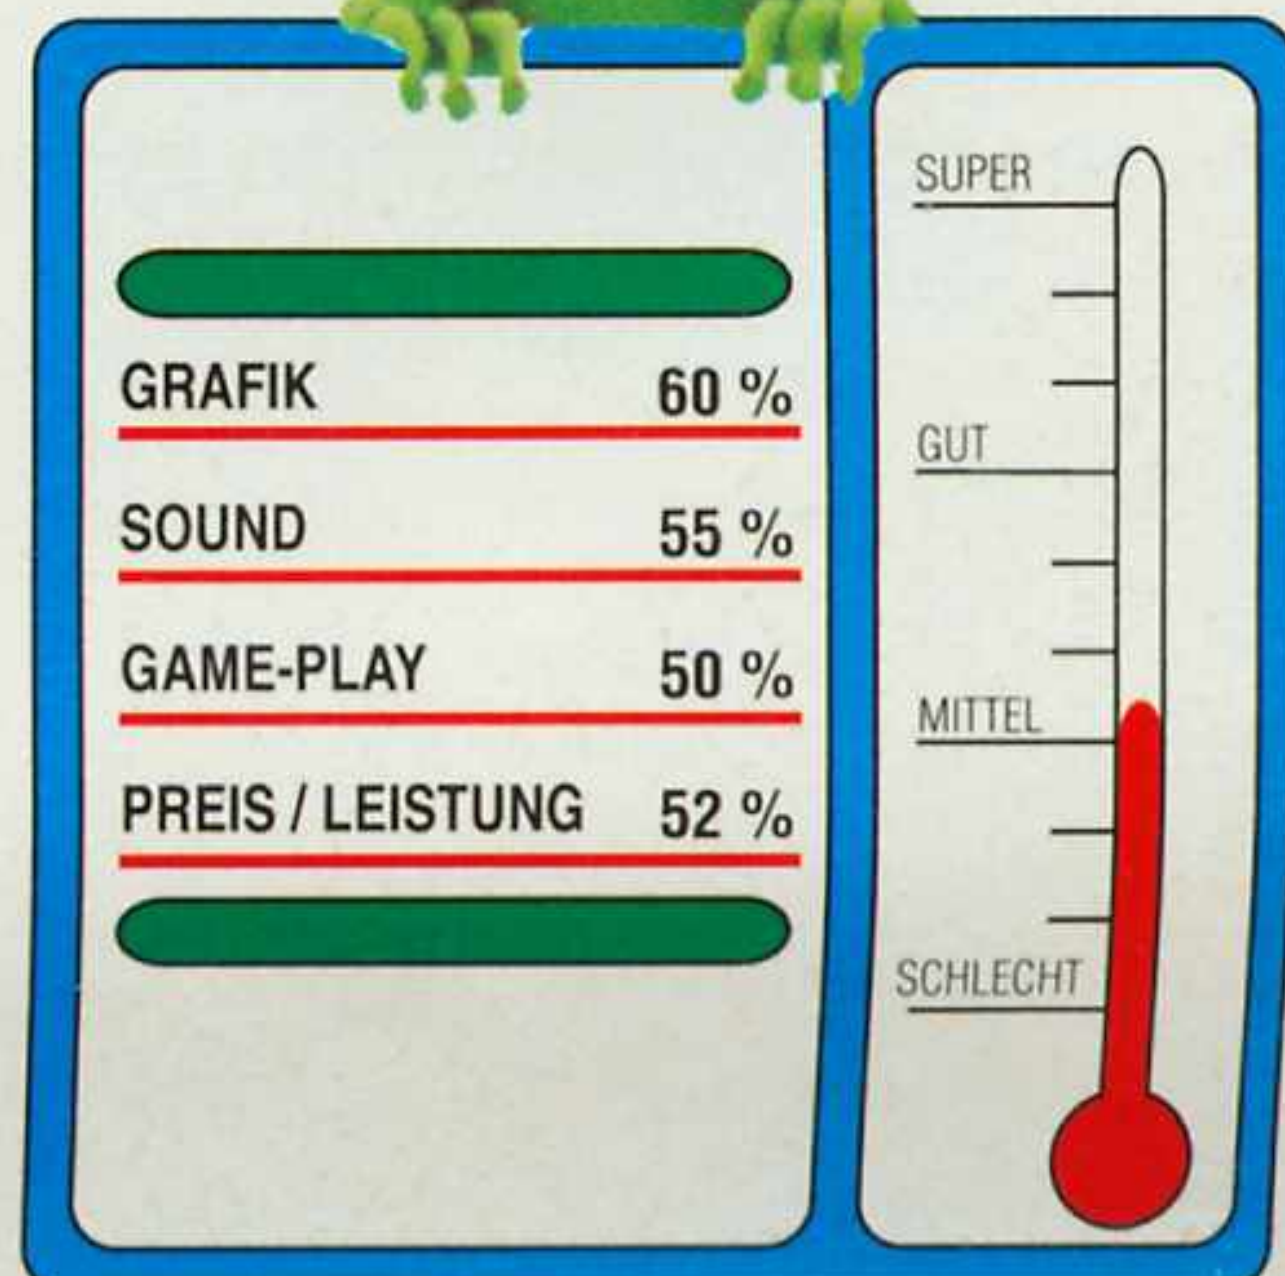 GRAFIK 60 %
SOUND 55 %
GAME-PLAY 50 %
PREIS / LEISTUNG 52 %
SUPER
GUT
MITTEL
SCHLECHT